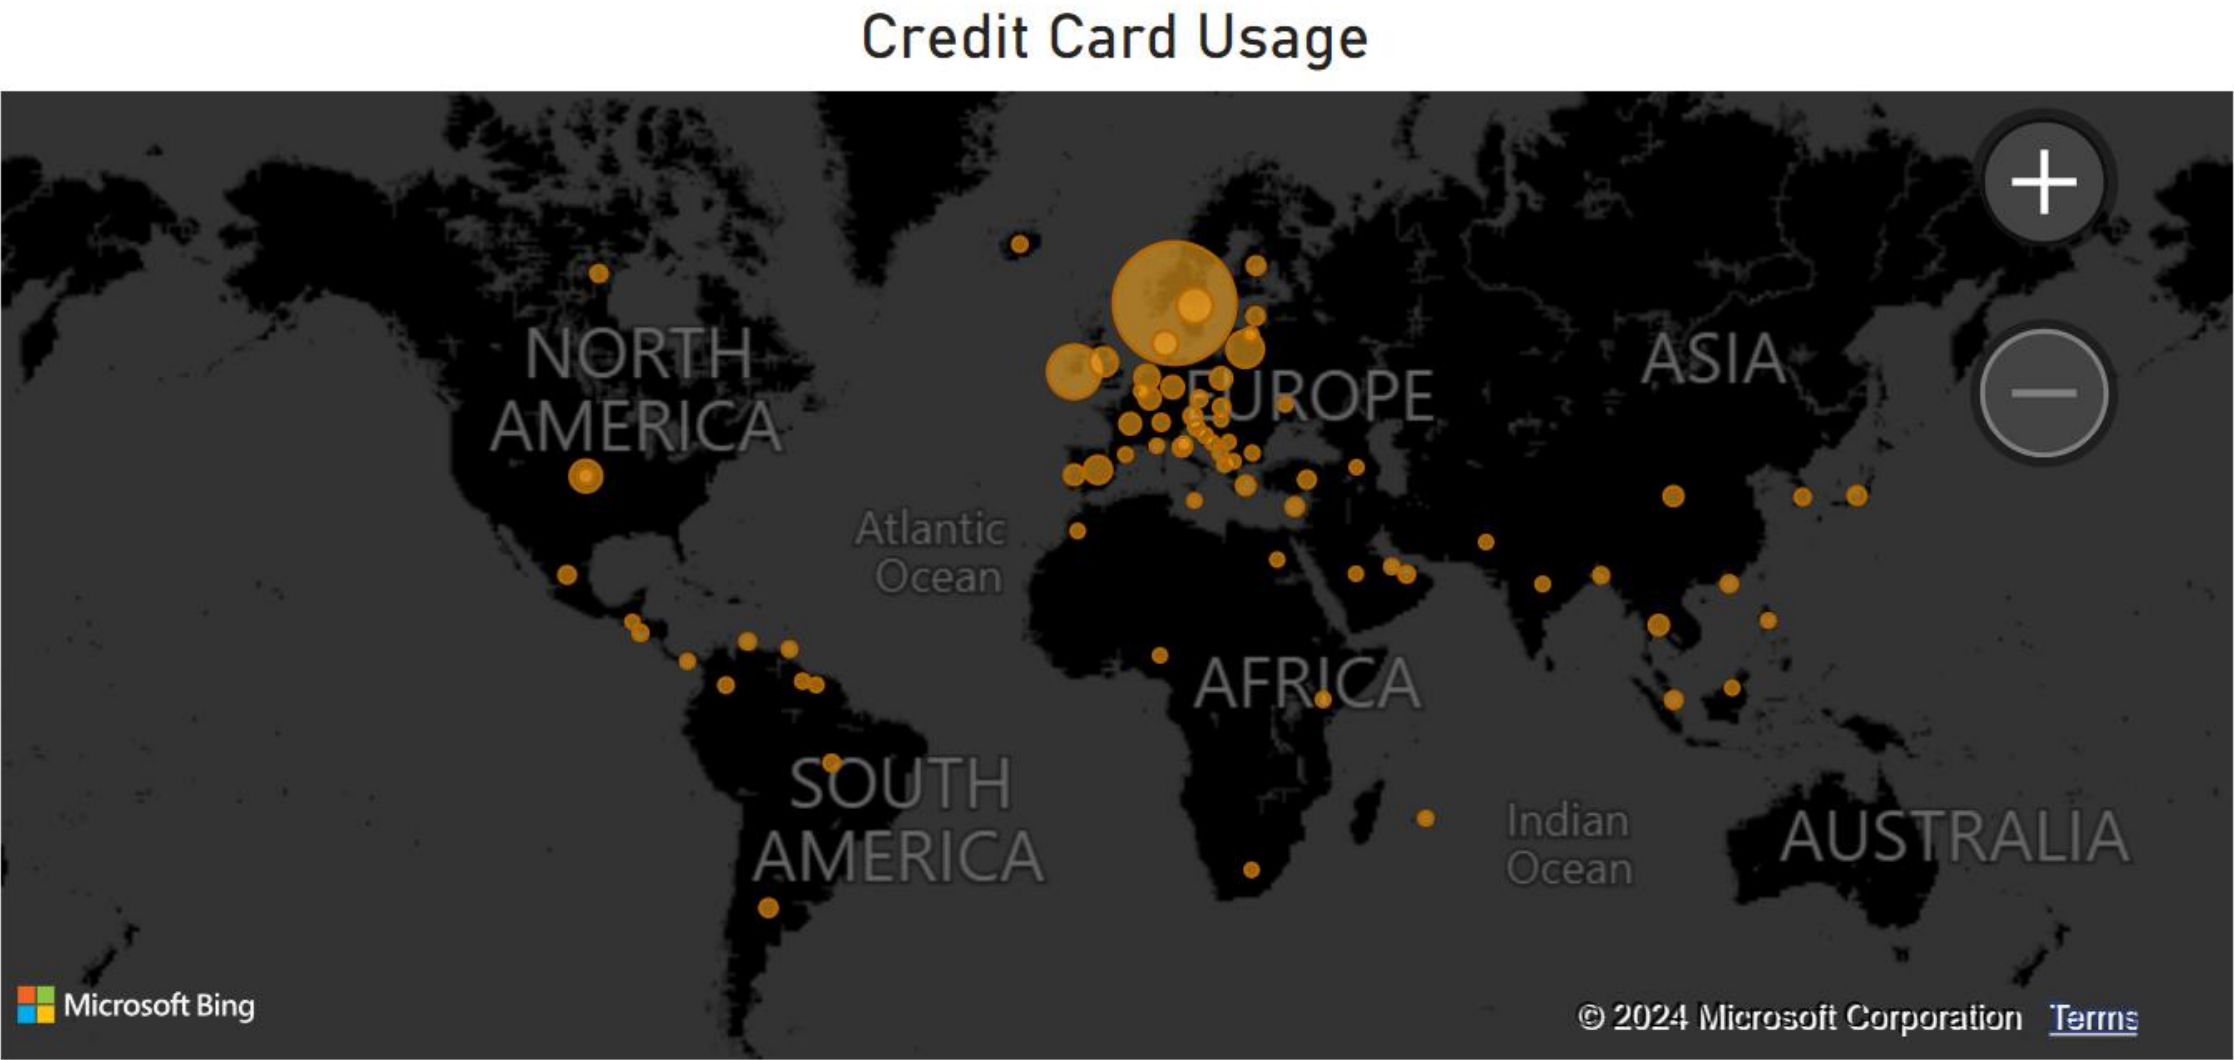 Credit Card Usage
NORTH
AMERICA
EUROPE
ASIA
Atlantic
Ocean
AFRICA
SOUTH
AMERICA
Indian
Ocean
AUSTRALIA
Microsoft Bing
© 2024 Microsoft Corporation Terms